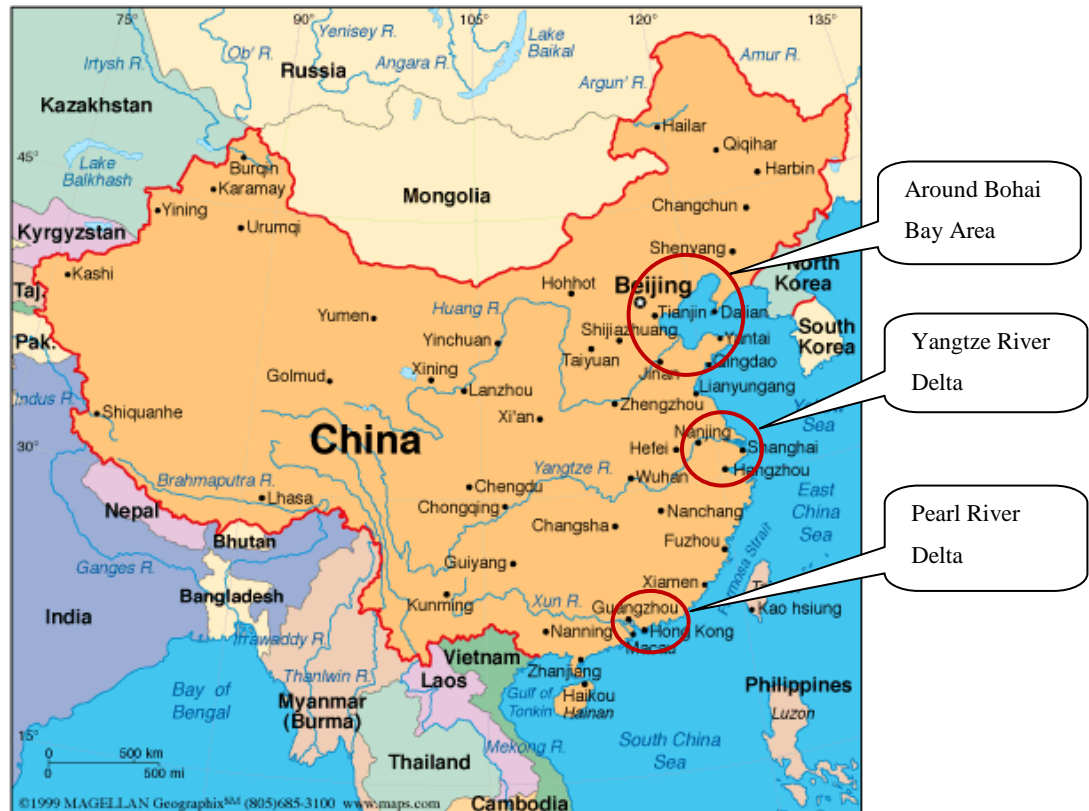 75°
90°
105°
120°
135°
Ob' R.
Yenisey R.
Lake
Baikal
Amur R.
Irtysh R.
Russia
Angara R.
Argun' R.
Kazakhstan
Hailar
Qiqihar
45°
Lake
Balkhash
Burqin
Karamay
Harbin
Mongolia
Yining
Changchun
Kyrgyzstan
Urumqi
Shenyang
Around Bohai
Bay Area
Kashi
Hohhot
Beijing
North
Korea
Taj.
Huang R.
Yumen
Tianjin
Dalian
Shijiazhuang
South
Korea
Pak.
Yinchuan
Taiyuan
Yantai
Xining
Jinan
Qingdao
Golmud
Lanzhou
Lianyungang
Yangtze River
Delta
Indus R.
Shiquanhe
Zhengzhou
Xi'an
Sea
China
Nanjing
30°
Hefei
Shanghai
Brahmaputra R.
Yangtze R.
Wuhan
Hangzhou
Lhasa
Chengdu
East
China
Sea
Nepal
Chongqing
Nanchang
Changsha
Pearl River
Delta
Bhutan
Fuzhou
Ganges R.
Guiyang
Formosa Strait
Bangladesh
Kunming
Xun R.
Xiamen
Guangzhou
Kao hsiung
India
Irrawaddy R.
Nanning
Hong Kong
Macau
Vietnam
Thanlwin R.
Laos
Zhanjiang
Bay of
Bengal
Myanmar
(Burma)
Gulf of
Tonkin
Haikou
Hainan
Philippines
Luzon
15°
Mekong R.
South China
Sea
0
500 km
0
500 mi
Thailand
Cambodia
©1999 MAGELLAN Geographix℠ (805)685-3100 www.maps.com